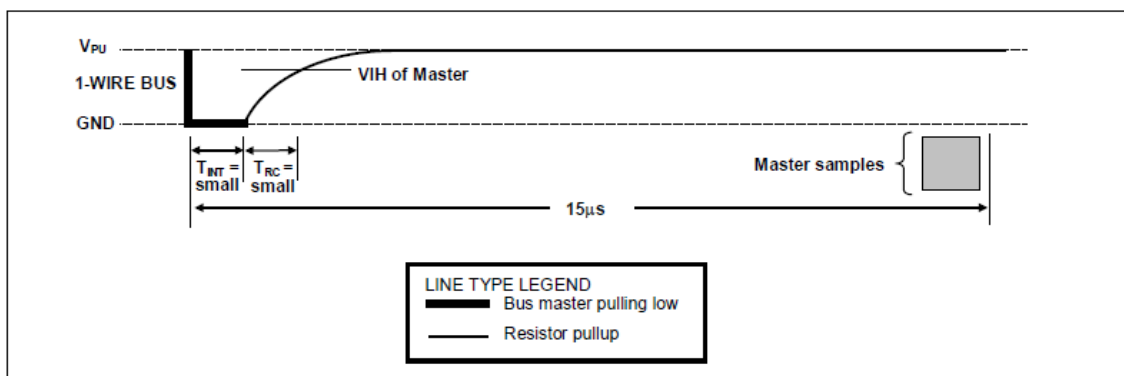 VPU
1-WIRE BUS
VIH of Master
GND
TINT =
small
TRC =
small
Master samples
15μs
LINE TYPE LEGEND
Bus master pulling low
Resistor pullup